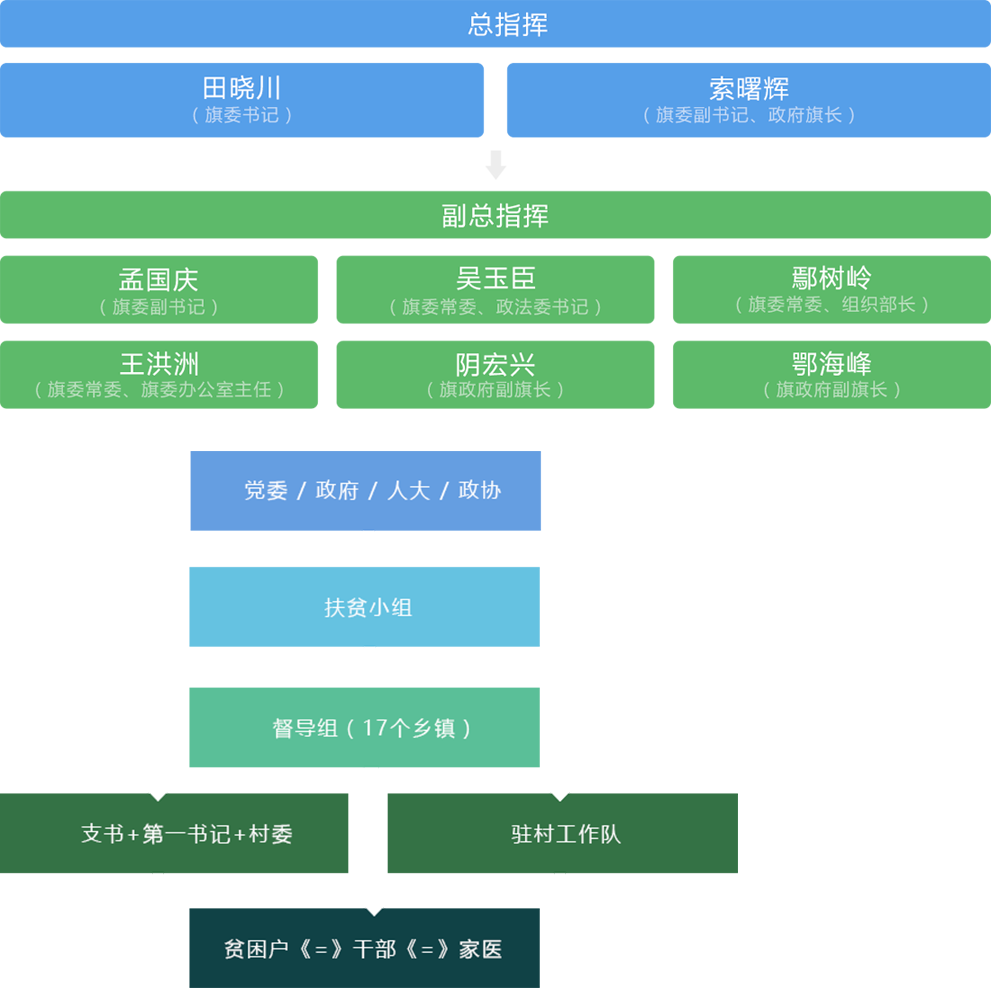 总指挥
田晓川
（旗委书记）
索曙辉
（旗委副书记、政府旗长）
副总指挥
孟国庆
（旗委副书记）
吴玉臣
（旗委常委、政法委书记）
鄢树岭
（旗委常委、组织部长）
王洪洲
（旗委常委、旗委办公室主任）
阴宏兴
（旗政府副旗长）
鄂海峰
（旗政府副旗长）
党委 / 政府 / 人大 / 政协
扶贫小组
督导组（17个乡镇）
支书+第一书记+村委
驻村工作队
贫困户《=》干部《=》家医